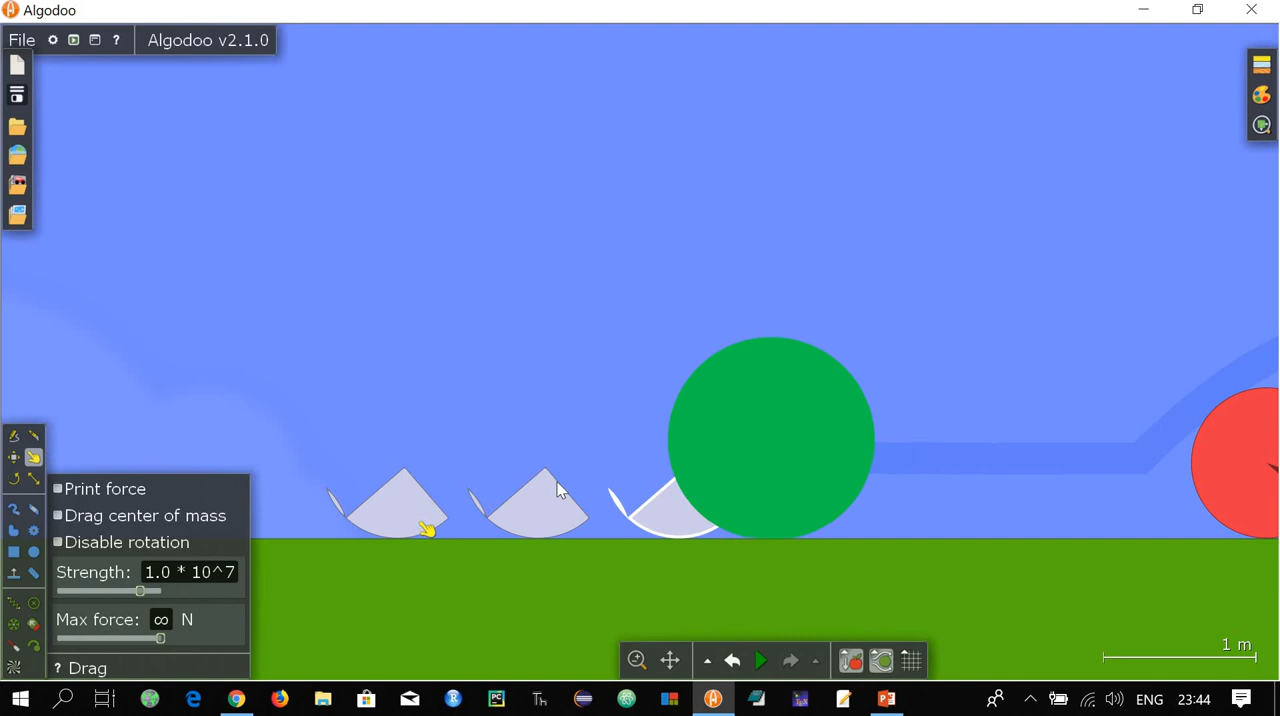 Algodoo
File ? Algodoo v2.1.0
Print force
Drag center of mass
Disable rotation
Strength: 1.0 * 10^7
Max force: ∞ N
? Drag
1 m
ENG 23:44